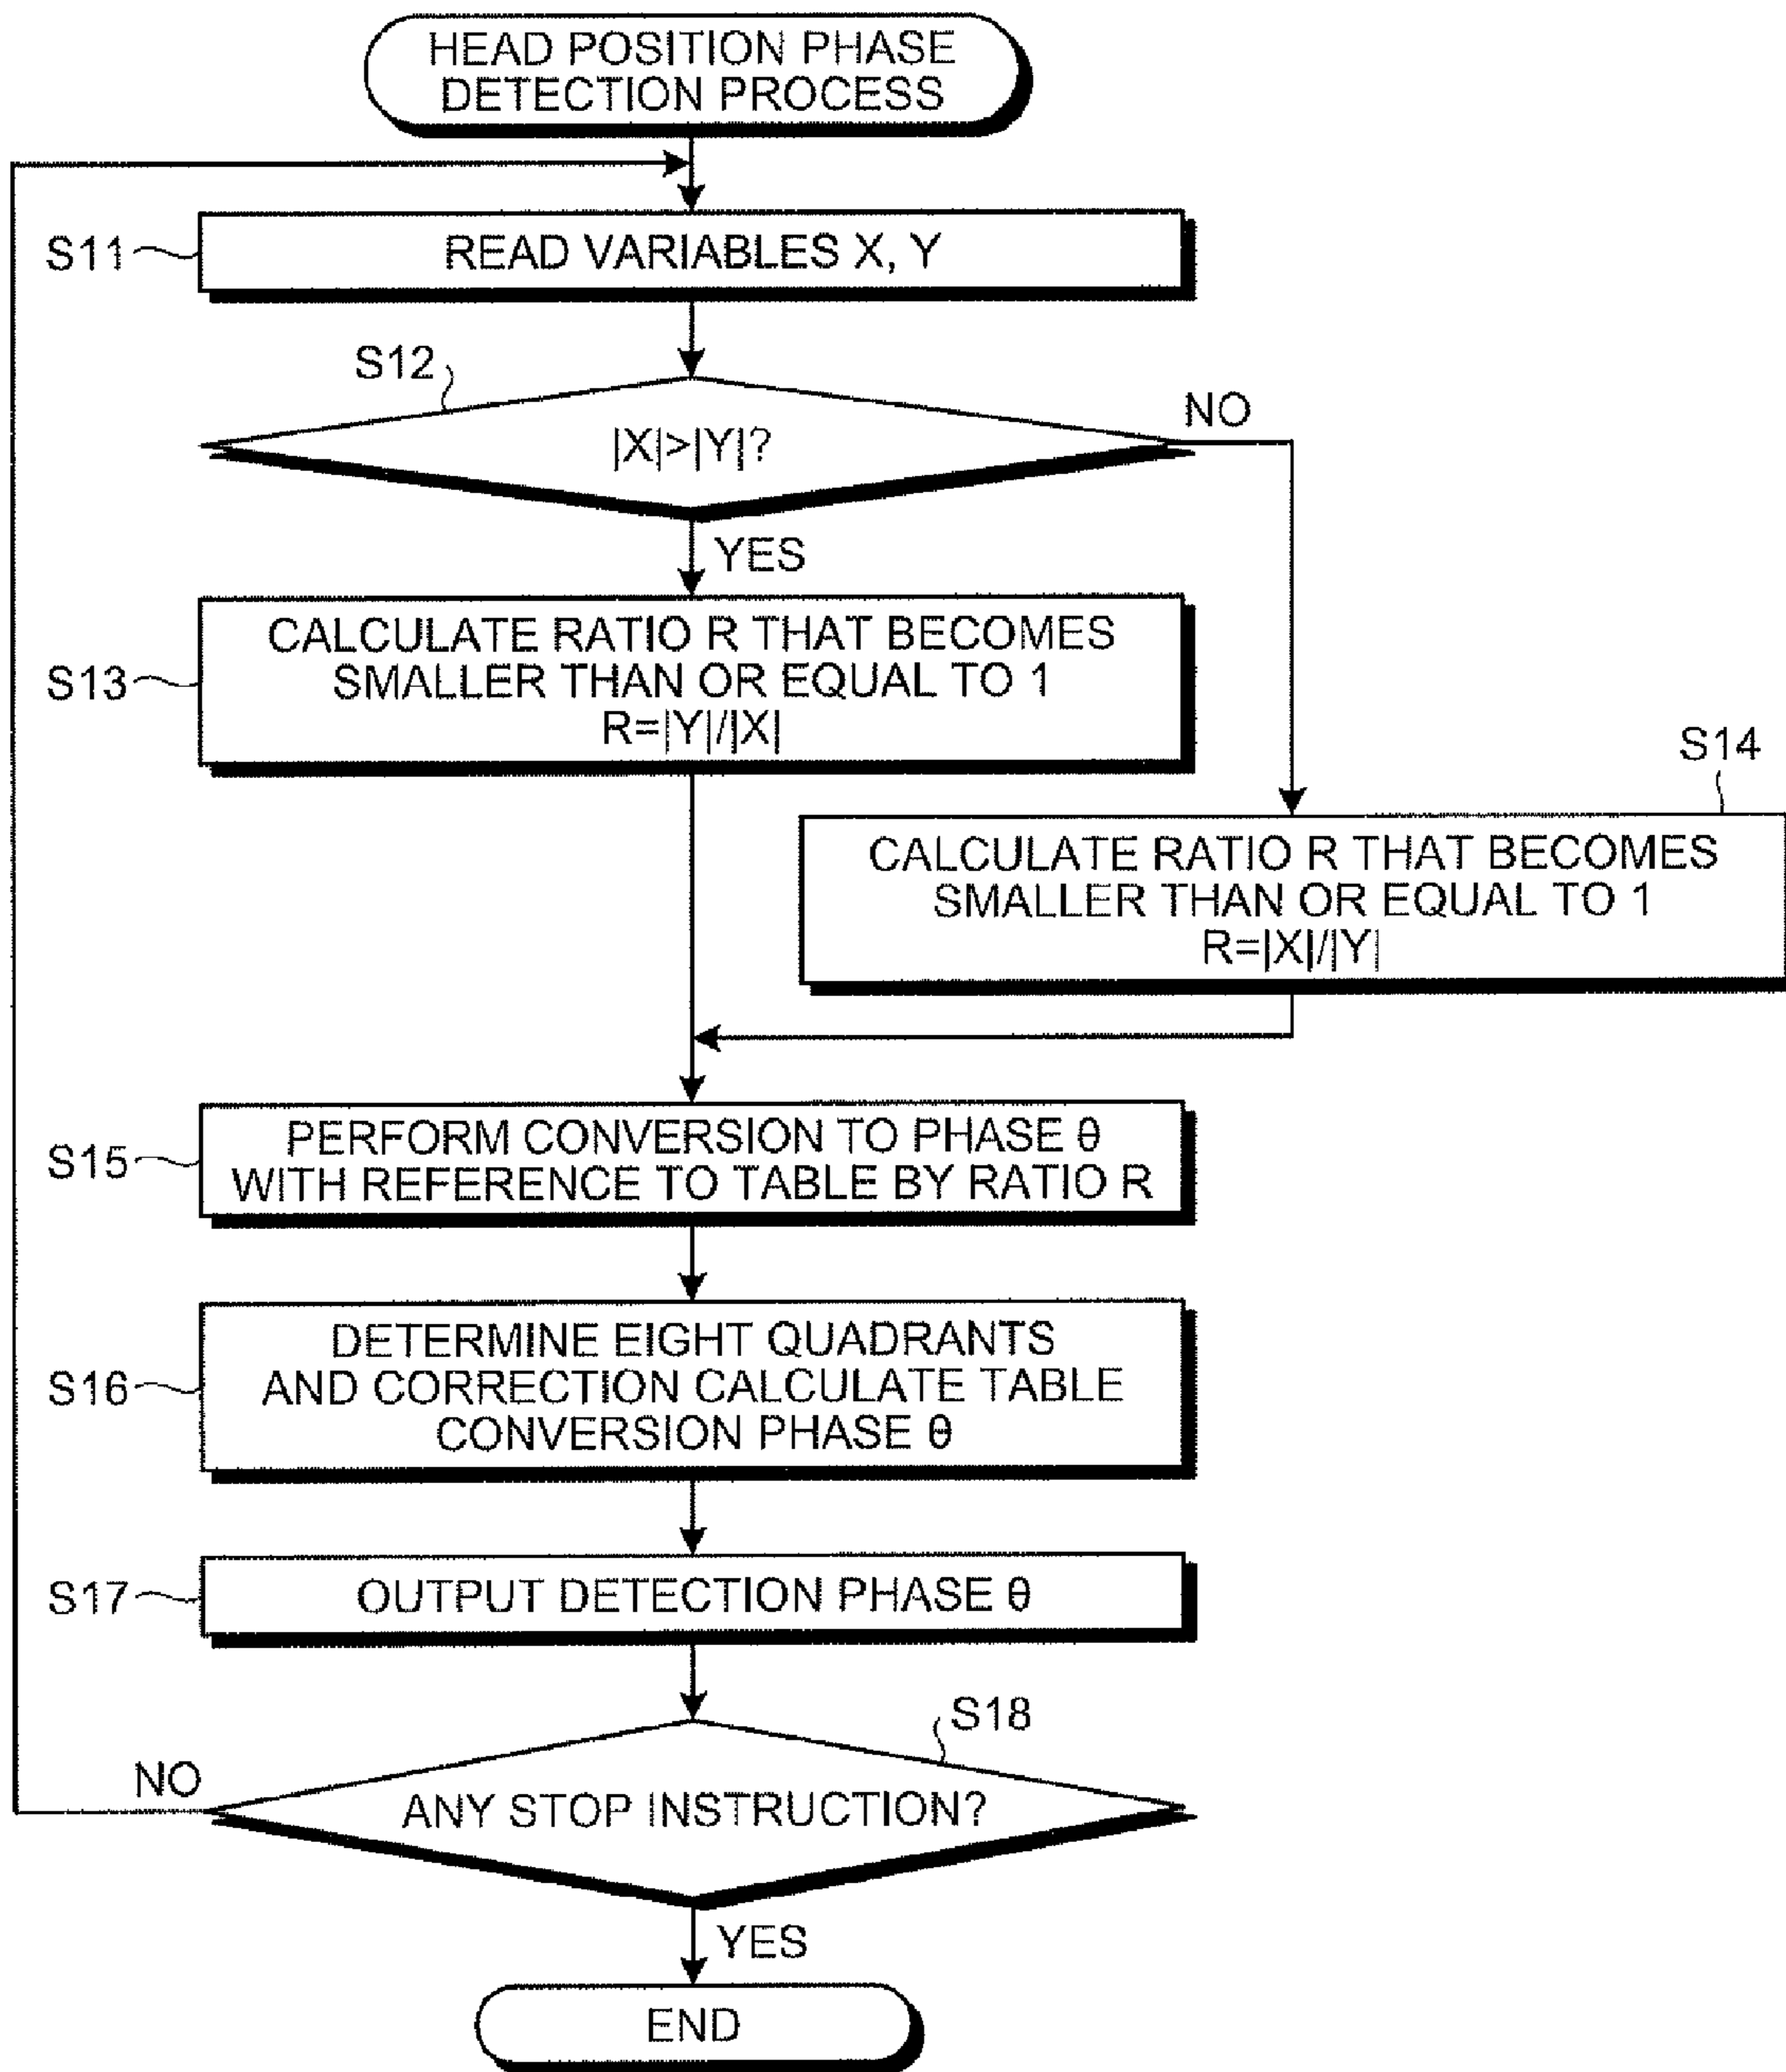 HEAD POSITION PHASE
DETECTION PROCESS
S11
READ VARIABLES X, Y
S12
|X|>|Y|?
NO
YES
S13
CALCULATE RATIO R THAT BECOMES
SMALLER THAN OR EQUAL TO 1
R=|Y|/|X|
S14
CALCULATE RATIO R THAT BECOMES
SMALLER THAN OR EQUAL TO 1
R=|X|/|Y|
S15
PERFORM CONVERSION TO PHASE θ
WITH REFERENCE TO TABLE BY RATIO R
S16
DETERMINE EIGHT QUADRANTS
AND CORRECTION CALCULATE TABLE
CONVERSION PHASE θ
S17
OUTPUT DETECTION PHASE θ
S18
NO
ANY STOP INSTRUCTION?
YES
END